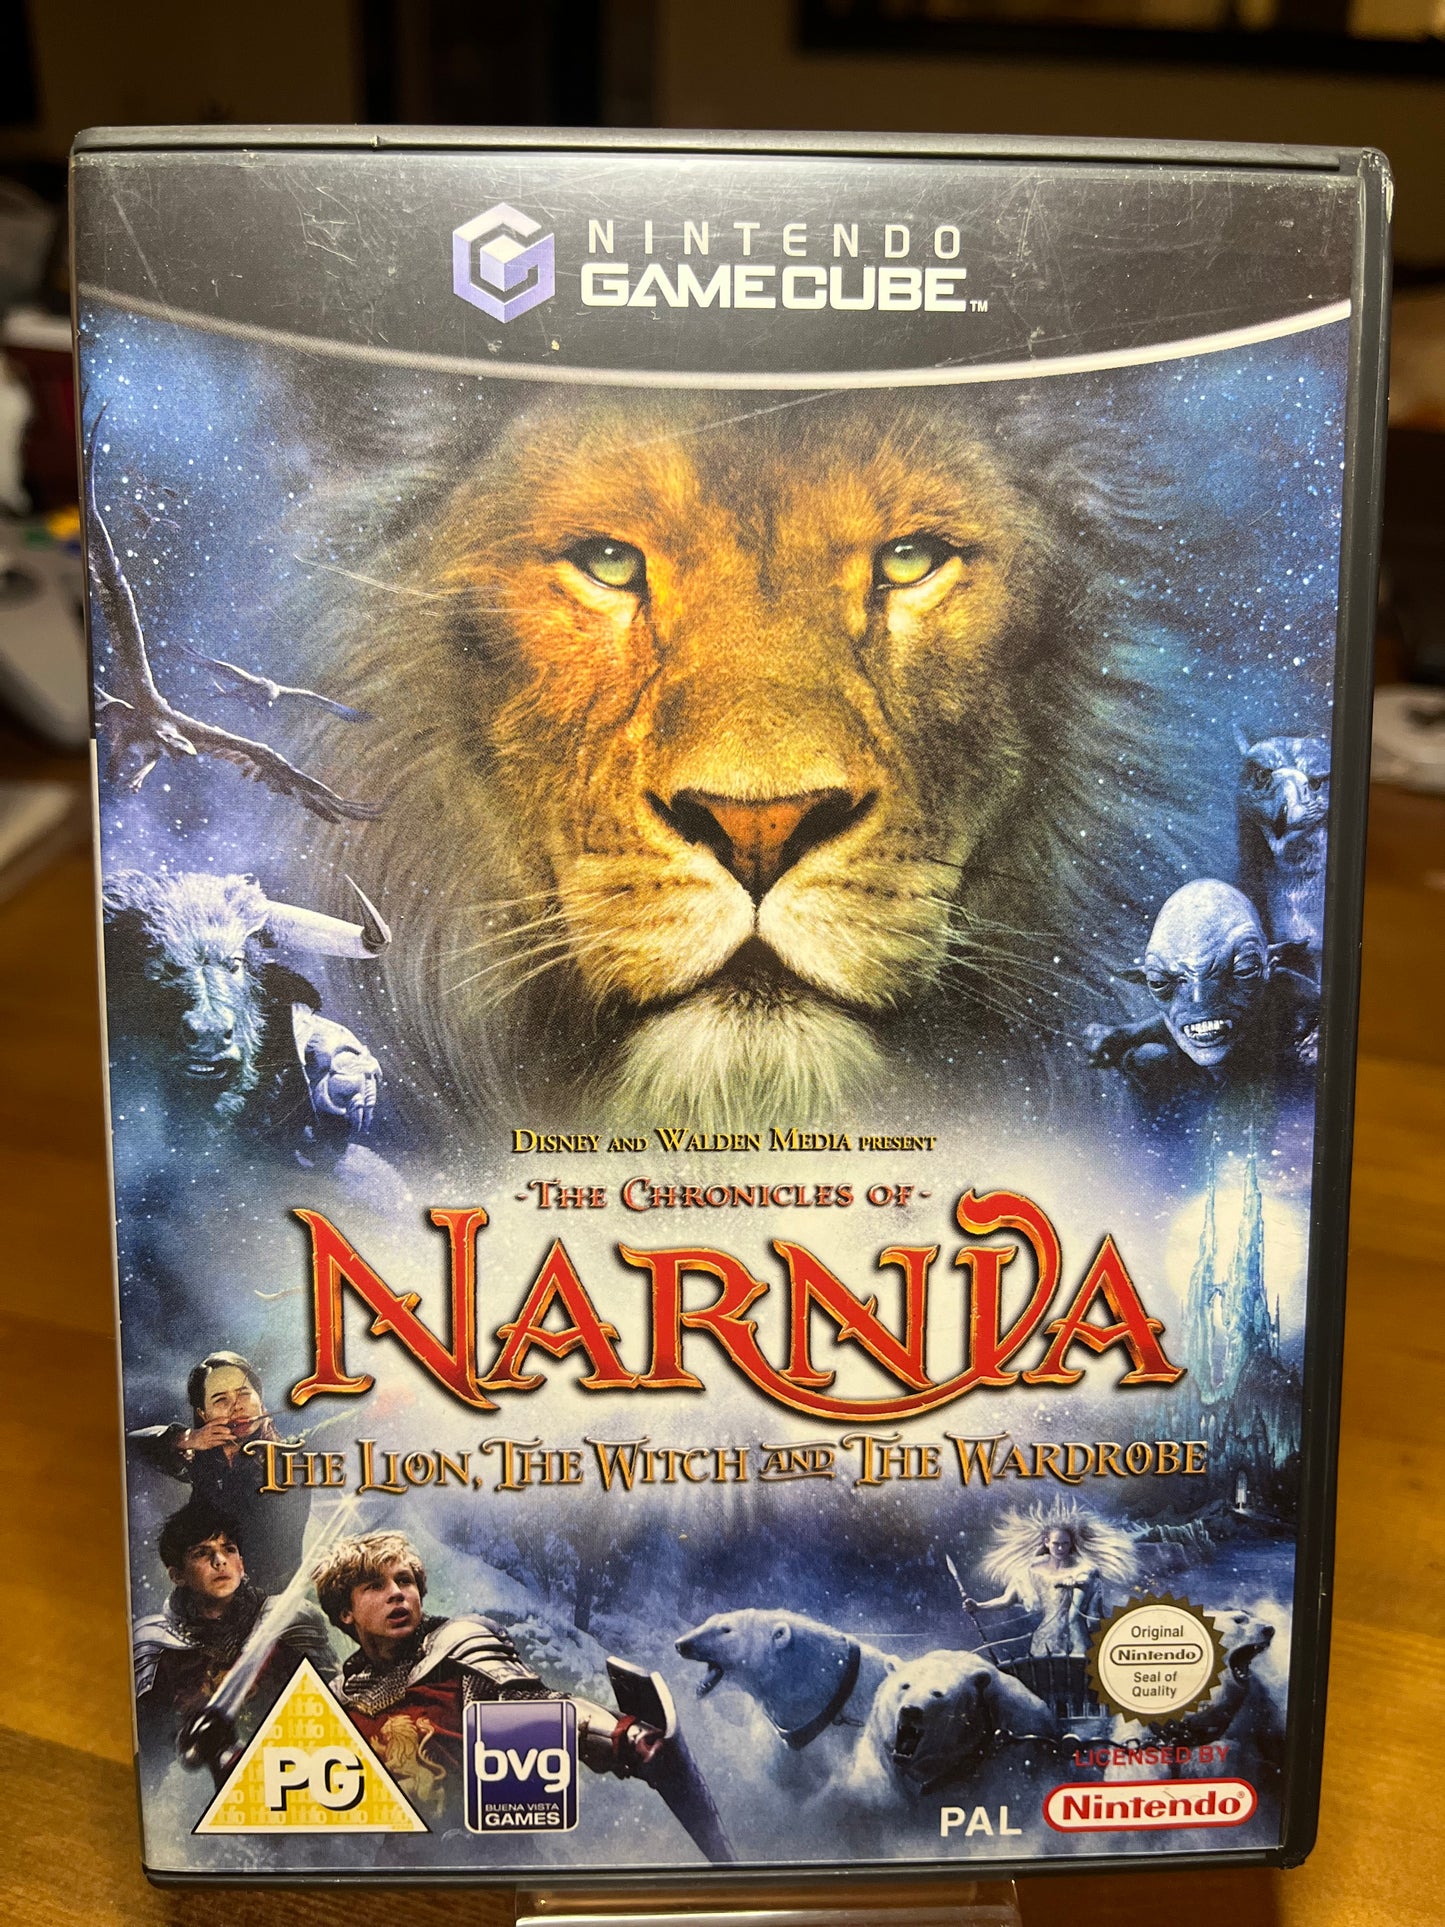 NINTENDO
GAMECUBE™
DISNEY AND WALDEN MEDIA PRESENT
-THE CHRONICLES OF-
NARNIA
THE LION, THE WITCH AND THE WARDROBE
Original
Nintendo
Seal of
Quality
PG
bvg
BUENA VISTA
GAMES
PAL
LICENSED BY
Nintendo®